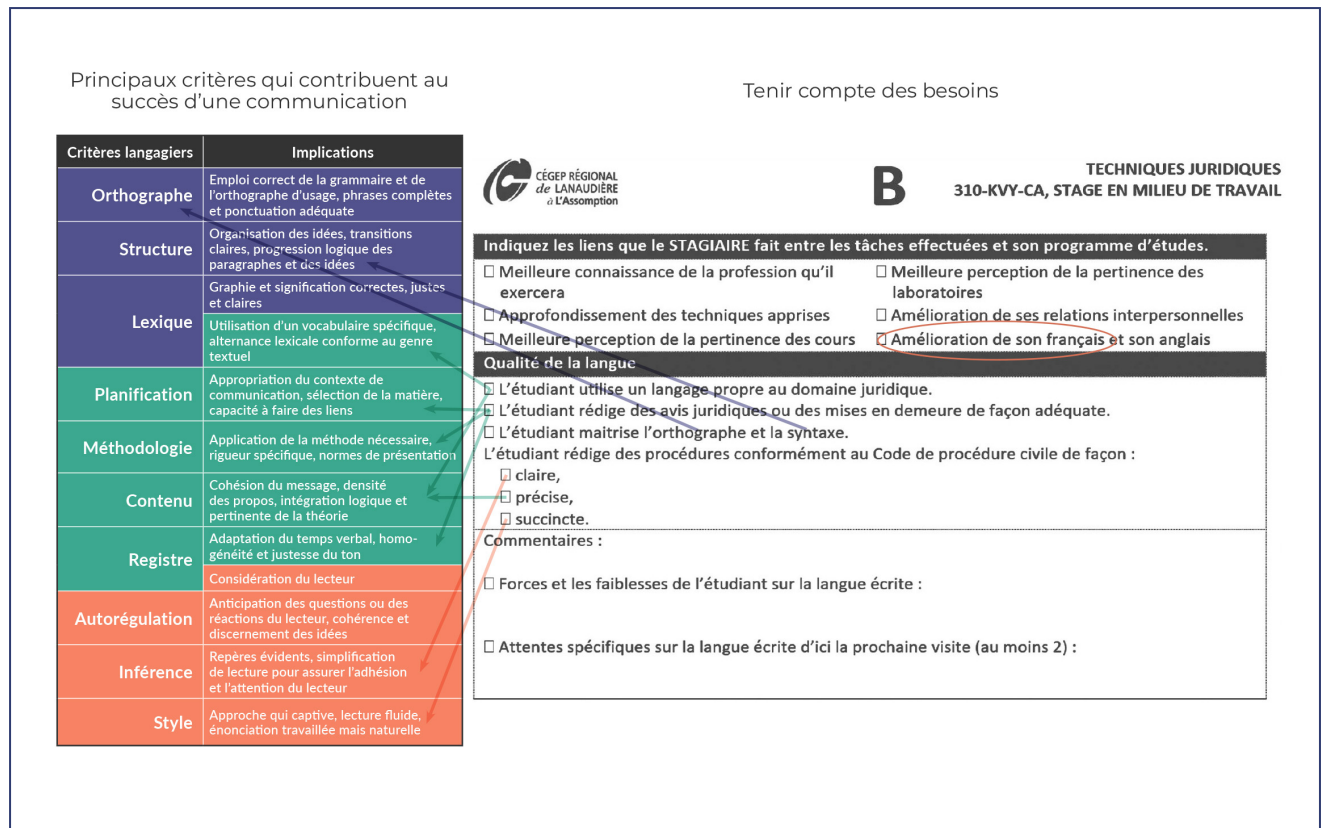 Principaux critères qui contribuent au
succès d'une communication
Critères langagiers
Implications
Orthographe
Emploi correct de la grammaire et de
l'orthographe d'usage, phrases complètes
et ponctuation adéquate
Structure
Organisation des idées, transitions
claires, progression logique des
paragraphes et des idées
Lexique
Graphie et signification correctes, justes
et claires
Utilisation d'un vocabulaire spécifique,
alternance lexicale conforme au genre
textuel
Planification
Appropriation du contexte de
communication, sélection de la matière,
capacité à faire des liens
Méthodologie
Application de la méthode nécessaire,
rigueur spécifique, normes de présentation
Contenu
Cohésion du message, densité
des propos, intégration logique et
pertinente de la théorie
Registre
Adaptation du temps verbal, homo-
généité et justesse du ton
Considération du lecteur
Autorégulation
Anticipation des questions ou des
réactions du lecteur, cohérence et
discernement des idées
Inférence
Repères évidents, simplification
de lecture pour assurer l'adhésion
et l'attention du lecteur
Style
Approche qui captive, lecture fluide,
énonciation travaillée mais naturelle
Tenir compte des besoins
CÉGEP RÉGIONAL
de LANAUDIÈRE
à L'Assomption
B
TECHNIQUES JURIDIQUES
310-KVY-CA, STAGE EN MILIEU DE TRAVAIL
Indiquez les liens que le STAGIAIRE fait entre les tâches effectuées et son programme d'études.
☐ Meilleure connaissance de la profession qu'il
exercera
☐ Approfondissement des techniques apprises
☐ Meilleure perception de la pertinence des cours
☐ Meilleure perception de la pertinence des
laboratoires
☐ Amélioration de ses relations interpersonnelles
☐ Amélioration de son français et son anglais
Qualité de la langue
☐ L'étudiant utilise un langage propre au domaine juridique.
☐ L'étudiant rédige des avis juridiques ou des mises en demeure de façon adéquate.
☐ L'étudiant maitrise l'orthographe et la syntaxe.
L'étudiant rédige des procédures conformément au Code de procédure civile de façon :
☐ claire,
☐ précise,
☐ succincte.
Commentaires :
☐ Forces et les faiblesses de l'étudiant sur la langue écrite :
☐ Attentes spécifiques sur la langue écrite d'ici la prochaine visite (au moins 2) :